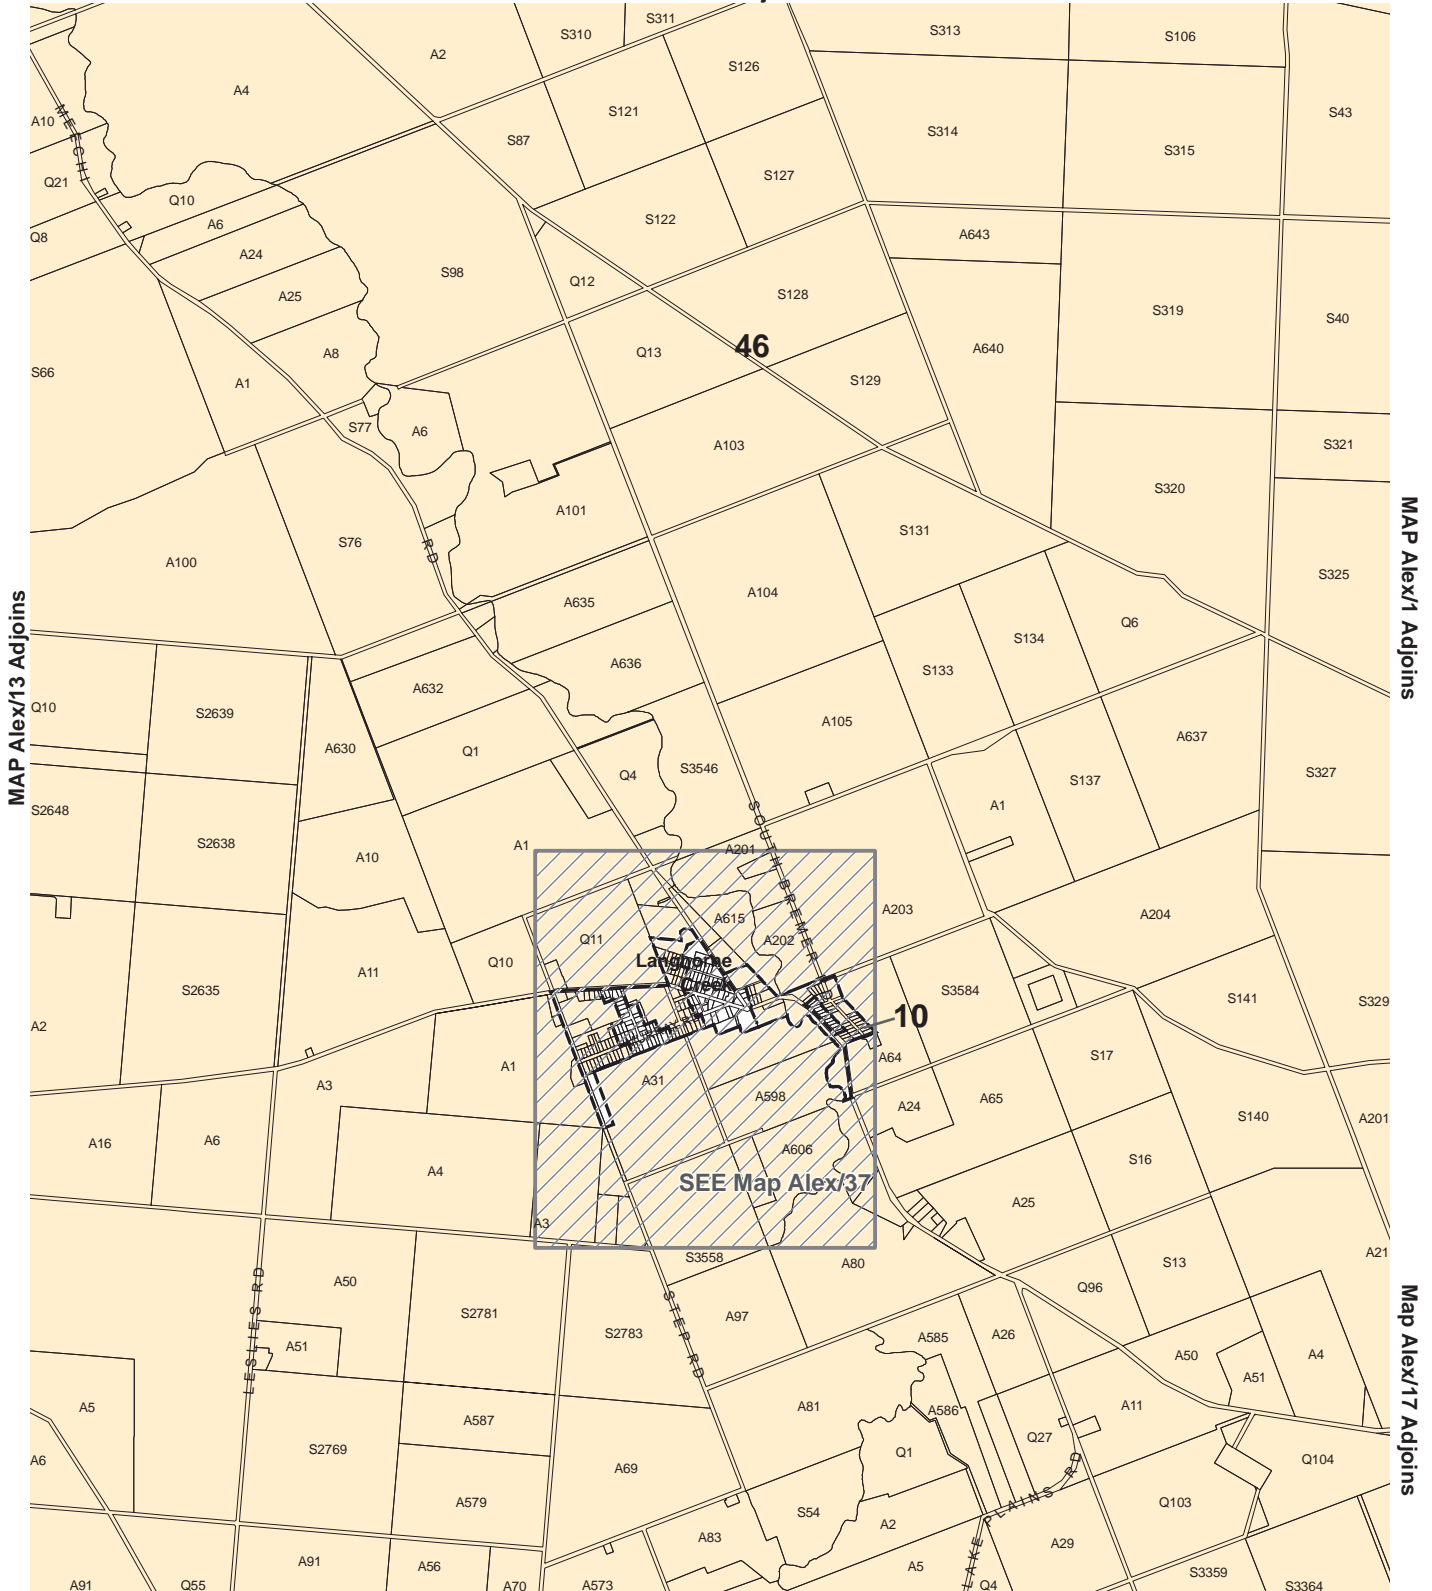 S311
S310
S313
S106
A2
S126
A4
S43
S121
A10
S314
S87
S315
MEECHI
S127
Q21
Q10
S122
A6
Q8
A643
A24
S98
Q12
S128
A25
S319
S40
46
Q13
A640
A8
S66
A1
S129
S77
A6
A103
S321
S320
A101
S131
S76
RD
A100
S325
A104
A635
Q6
S134
A636
S133
A632
Q10
S2639
A105
A637
A630
Q1
S3546
Q4
S327
S137
S2648
SOUTH BREMER
A1
S2638
A1
A201
A10
A203
A204
A615
Q11
A202
Langhorne
Creek
Q10
A11
S2635
S3584
S141
S329
10
A2
S17
A64
A1
A31
A3
A598
A65
A24
S140
A201
A16
A6
A606
S16
A4
SEE Map Alex/37
A25
A3
A21
S3558
A80
S13
A50
Q96
LESLIES RD
S2781
A97
STEP RD
A26
S2783
A585
A51
A50
A4
A51
A81
A5
A586
A11
A587
Q27
S2769
Q1
A6
Q104
A69
A579
Q103
S54
LAKE PLAINS RD
A2
A83
A29
A91
A56
A5
S3359
A91
Q55
A70
A573
Q4
S3364
MAP Alex/13 Adjoins
MAP Alex/1 Adjoins
Map Alex/17 Adjoins